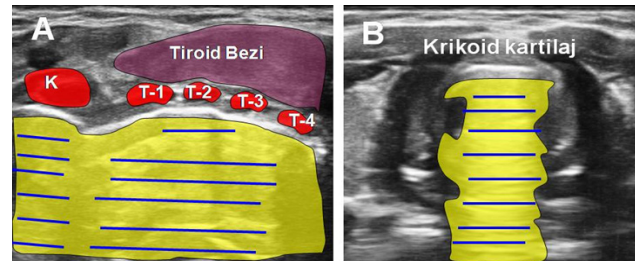 A
Tiroid Bezi
K
T-1
T-2
T-3
T-4
B
Krikoid kartilaj